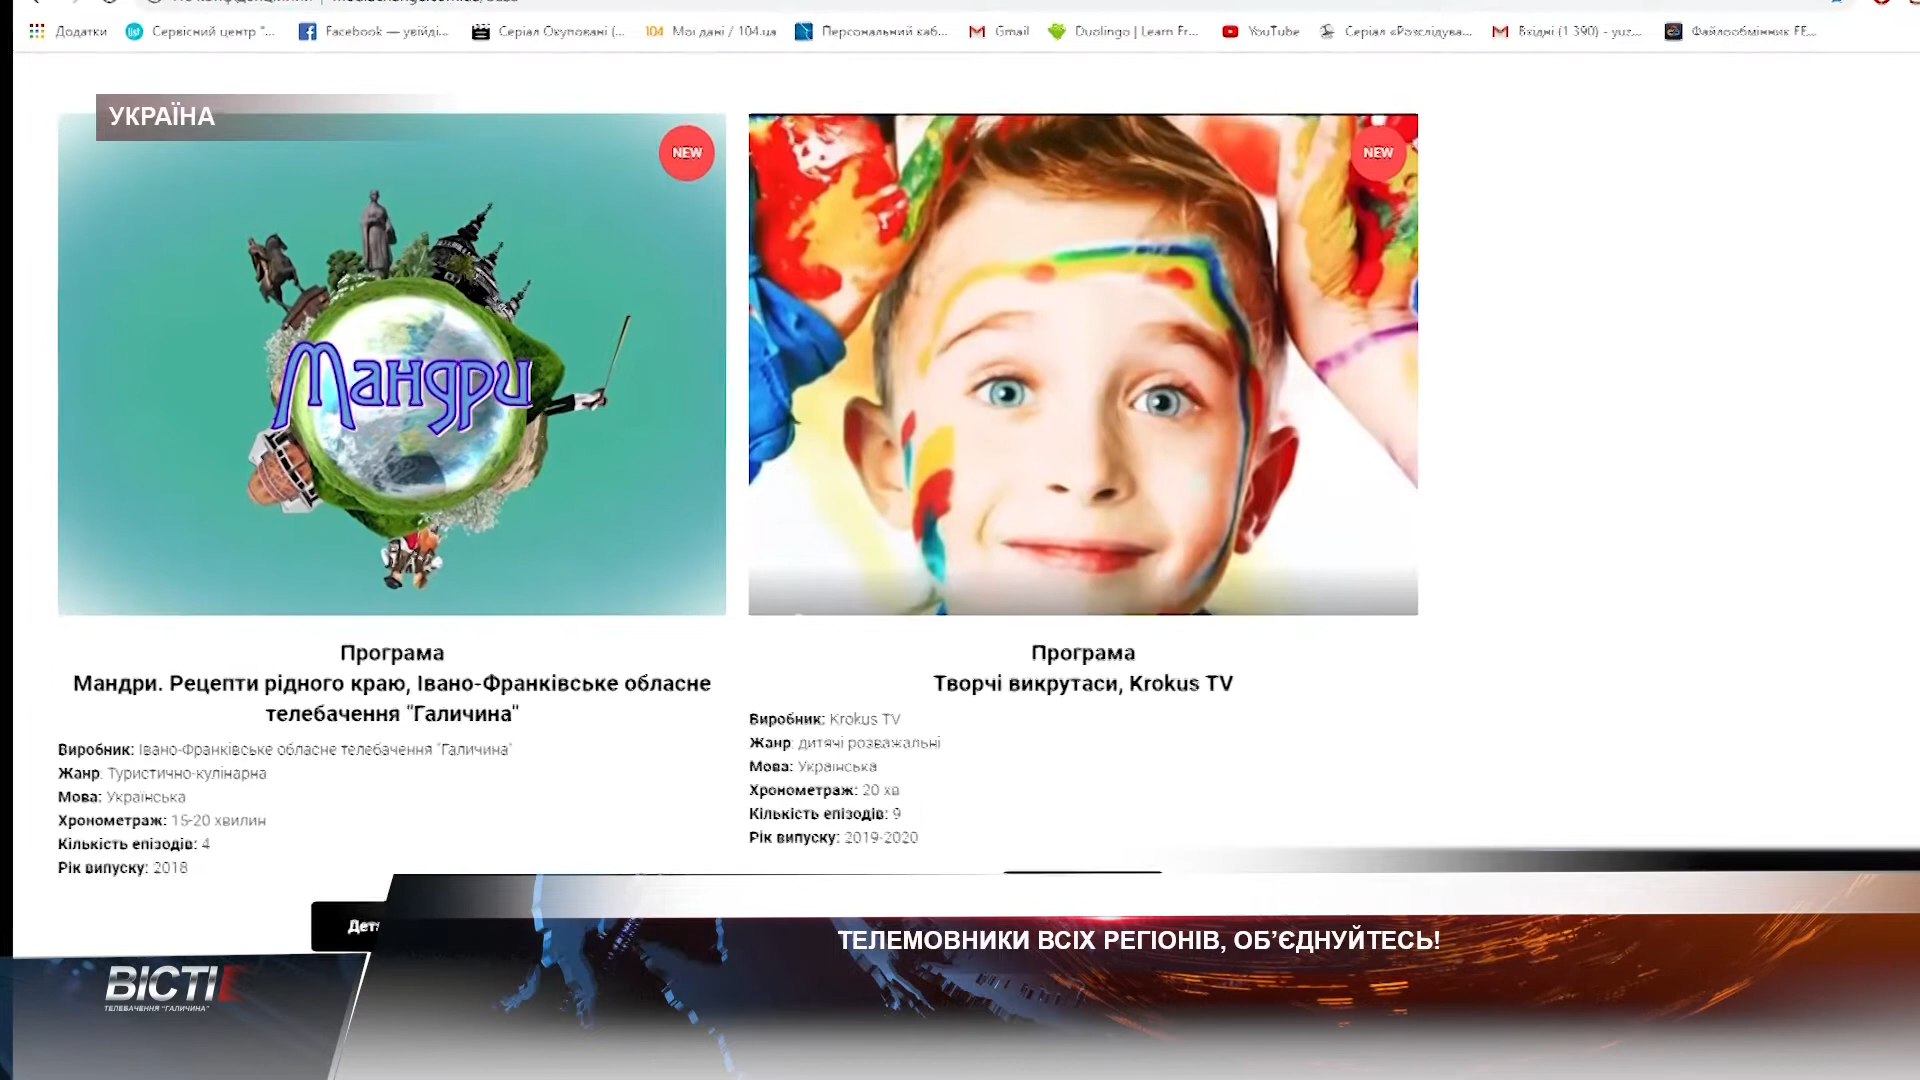 Додатки
Сервісний центр "...
Facebook — увійді...
Серіал Окуповані (...
104 Мої дані / 104.ua
Персональний каб...
Gmail
Duolingo | Learn Fr...
YouTube
Серіал «Розслідува...
Вхідні (1 390) - yuz...
Файлообмінник FE...
УКРАЇНА
NEW
NEW
Мандри
Програма
Мандри. Рецепти рідного краю, Івано-Франківське обласне
телебачення "Галичина"
Виробник: Івано-Франківське обласне телебачення "Галичина"
Жанр: Туристично-кулінарна
Мова: Українська
Хронометраж: 15-20 хвилин
Кількість епізодів: 4
Рік випуску: 2018
Програма
Творчі викрутаси, Krokus TV
Виробник: Krokus TV
Жанр: дитячі розважальні
Мова: Українська
Хронометраж: 20 хв
Кількість епізодів: 9
Рік випуску: 2019-2020
ТЕЛЕМОВНИКИ ВСІХ РЕГІОНІВ, ОБ’ЄДНУЙТЕСЬ!
ВІСТІ
ТЕЛЕБАЧЕННЯ "ГАЛИЧИНА"